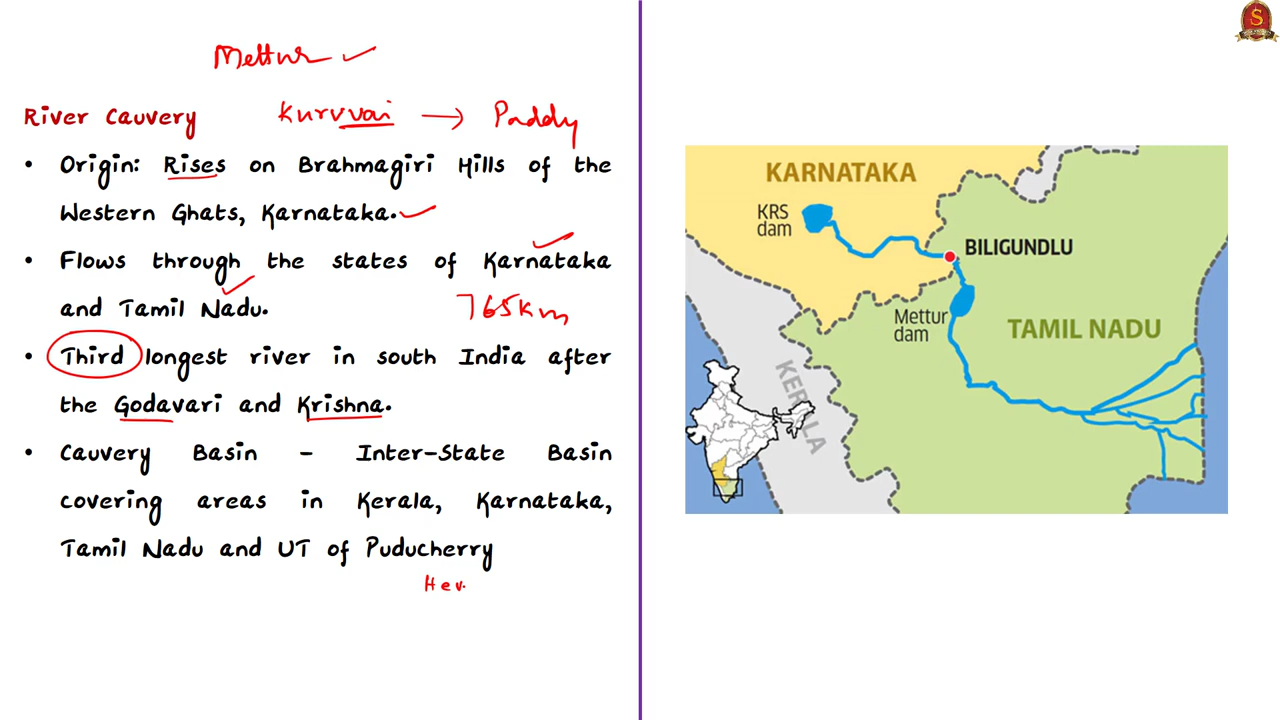 Mettur
River Cauvery
Kuruvai → Paddy
• Origin: Rises on Brahmagiri Hills of the
Western Ghats, Karnataka.
• Flows through the states of Karnataka
and Tamil Nadu.
765km
• Third longest river in south India after
the Godavari and Krishna.
• Cauvery Basin – Inter-State Basin
covering areas in Kerala, Karnataka,
Tamil Nadu and UT of Puducherry
Hev.
S
KARNATAKA
KRS
dam
BILIGUNDLU
Mettur
dam
TAMIL NADU
KERALA